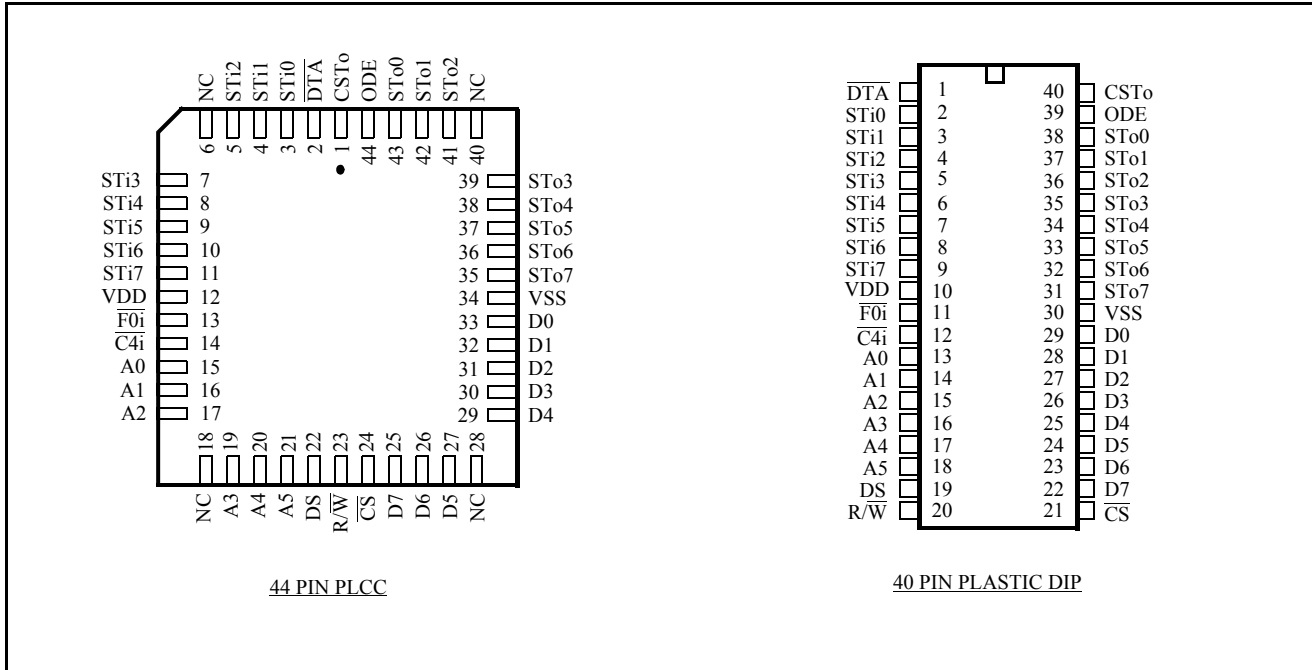 NC STi2 STi1 STi0 DTA CSTo ODE STo0 STo1 STo2 NC
6 5 4 3 2 1 44 43 42 41 40
STi3 7 39 STo3
STi4 8 38 STo4
STi5 9 37 STo5
STi6 10 36 STo6
STi7 11 35 STo7
VDD 12 34 VSS
F0i 13 33 D0
C4i 14 32 D1
A0 15 31 D2
A1 16 30 D3
A2 17 29 D4
18 19 20 21 22 23 24 25 26 27 28
NC A3 A4 A5 DS R/W CS D7 D6 D5 NC
44 PIN PLCC
DTA 1 40 CSTo
STi0 2 39 ODE
STi1 3 38 STo0
STi2 4 37 STo1
STi3 5 36 STo2
STi4 6 35 STo3
STi5 7 34 STo4
STi6 8 33 STo5
STi7 9 32 STo6
VDD 10 31 STo7
F0i 11 30 VSS
C4i 12 29 D0
A0 13 28 D1
A1 14 27 D2
A2 15 26 D3
A3 16 25 D4
A4 17 24 D5
A5 18 23 D6
DS 19 22 D7
R/W 20 21 CS
40 PIN PLASTIC DIP